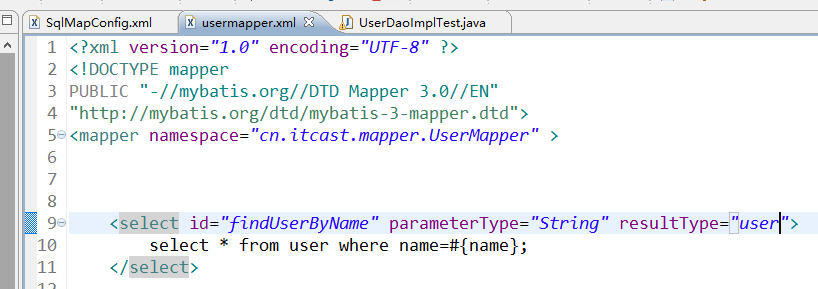 SqlMapConfig.xml usermapper.xml UserDaoImplTest.java
1 <?xml version="1.0" encoding="UTF-8" ?>
2 <!DOCTYPE mapper
3 PUBLIC "-//mybatis.org//DTD Mapper 3.0//EN"
4 "http://mybatis.org/dtd/mybatis-3-mapper.dtd">
5 <mapper namespace="cn.itcast.mapper.UserMapper" >
6
7
8
9 <select id="findUserByName" parameterType="String" resultType="user">
10 select * from user where name=#{name};
11 </select>
12